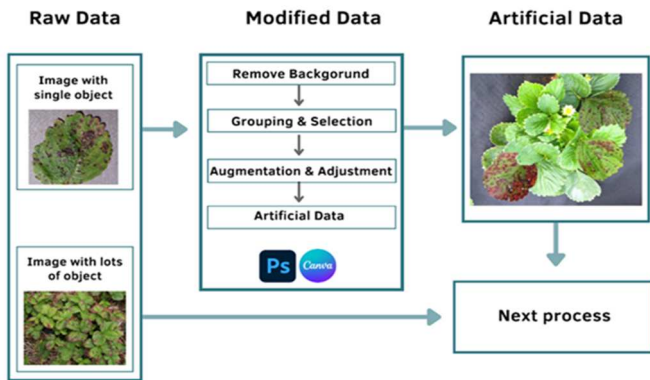 Raw Data
Modified Data
Artificial Data
Image with
single object
Remove Backgorund
Grouping & Selection
Augmentation & Adjustment
Artificial Data
Ps
Canva
Image with lots
of object
Next process